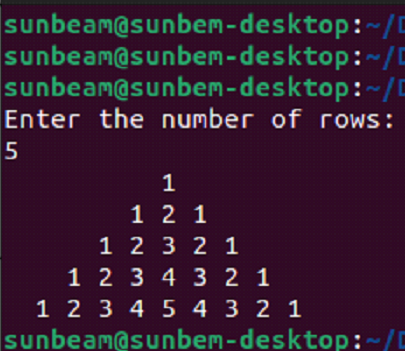 sunbeam@sunbem-desktop:~/
sunbeam@sunbem-desktop:~/
sunbeam@sunbem-desktop:~/
Enter the number of rows:
5
1
1 2 1
1 2 3 2 1
1 2 3 4 3 2 1
1 2 3 4 5 4 3 2 1
sunbeam@sunbem-desktop:~/